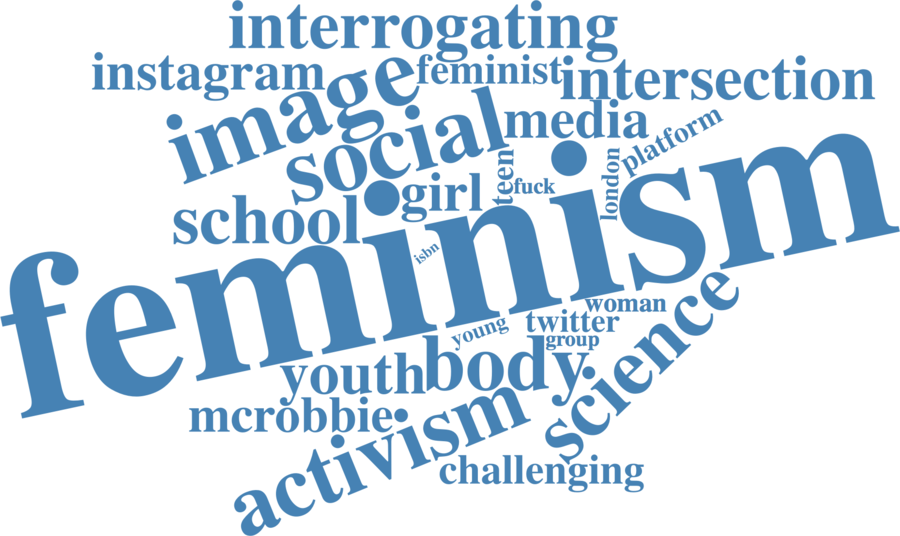 interrogating
instagram
feminist
intersection
image
social
media
platform
school
girl
teen
fuck
london
feminism
isbn
young
twitter
woman
group
youth
body
science
mcrobbie
activism
challenging